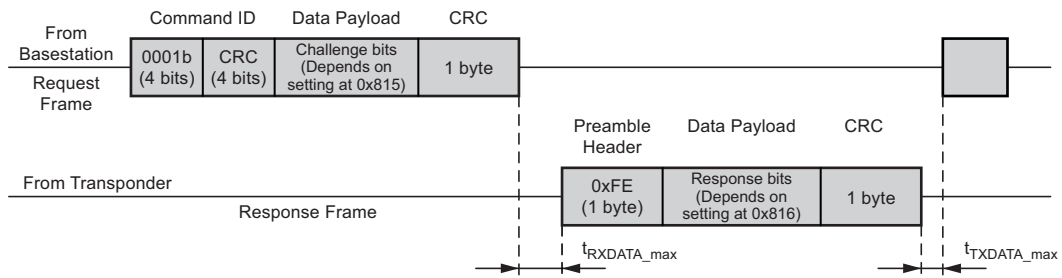 From
Basestation
Request
Frame
Command ID
Data Payload
CRC
0001b
(4 bits)
CRC
(4 bits)
Challenge bits
(Depends on
setting at 0x815)
1 byte
Preamble
Header
Data Payload
CRC
From Transponder
Response Frame
0xFE
(1 byte)
Response bits
(Depends on
setting at 0x816)
1 byte
tRXDATA_max
tTXDATA_max